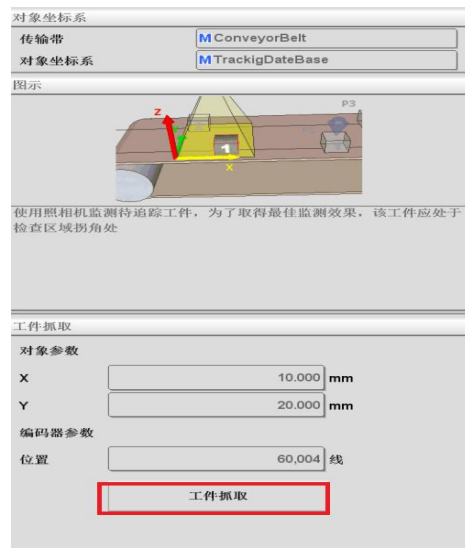 对象坐标系
传输带 M ConveyorBelt
对象坐标系 M TrackigDateBase
图示
Z
P3
1
X
使用照相机监测待追踪工件，为了取得最佳监测效果，该工件应处于
检查区域拐角处
工件抓取
对象参数
X 10.000 mm
Y 20.000 mm
编码器参数
位置 60,004 线
工件抓取